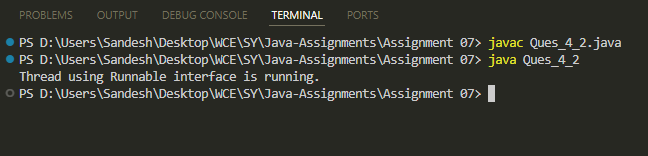 PROBLEMS OUTPUT DEBUG CONSOLE TERMINAL PORTS
PS D:\Users\Sandesh\Desktop\WCE\SY\Java-Assignments\Assignment 07> javac Ques_4_2.java
PS D:\Users\Sandesh\Desktop\WCE\SY\Java-Assignments\Assignment 07> java Ques_4_2
Thread using Runnable interface is running.
PS D:\Users\Sandesh\Desktop\WCE\SY\Java-Assignments\Assignment 07>